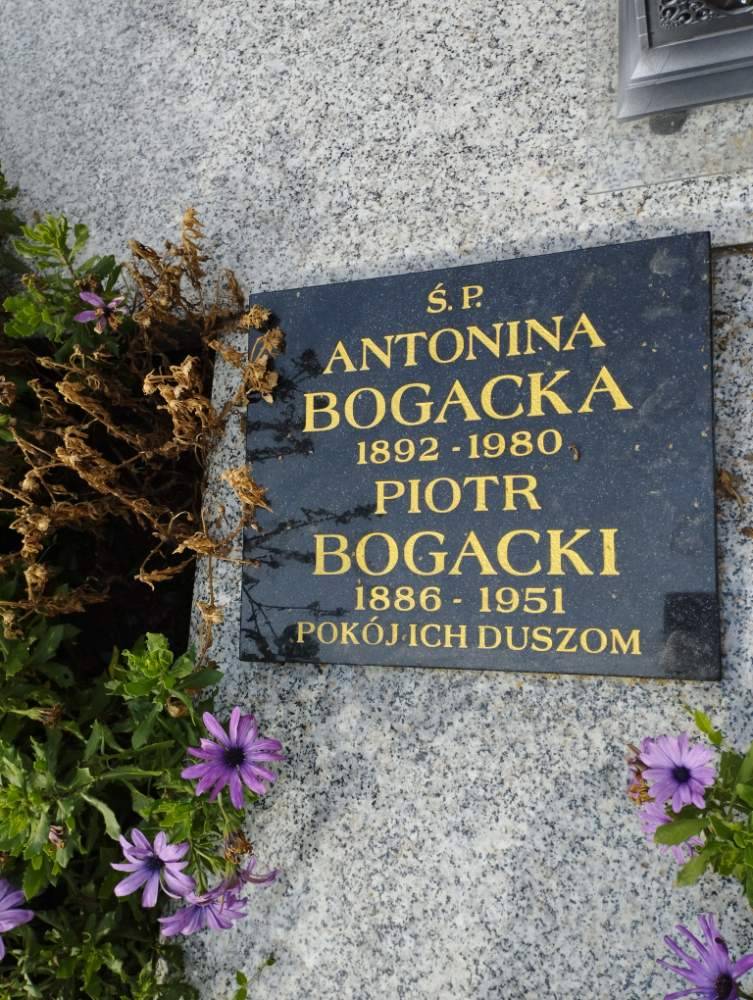 Ś. P.
ANTONINA
BOGACKA
1892 - 1980
PIOTR
BOGACKI
1886 - 1951
POKÓJ ICH DUSZOM